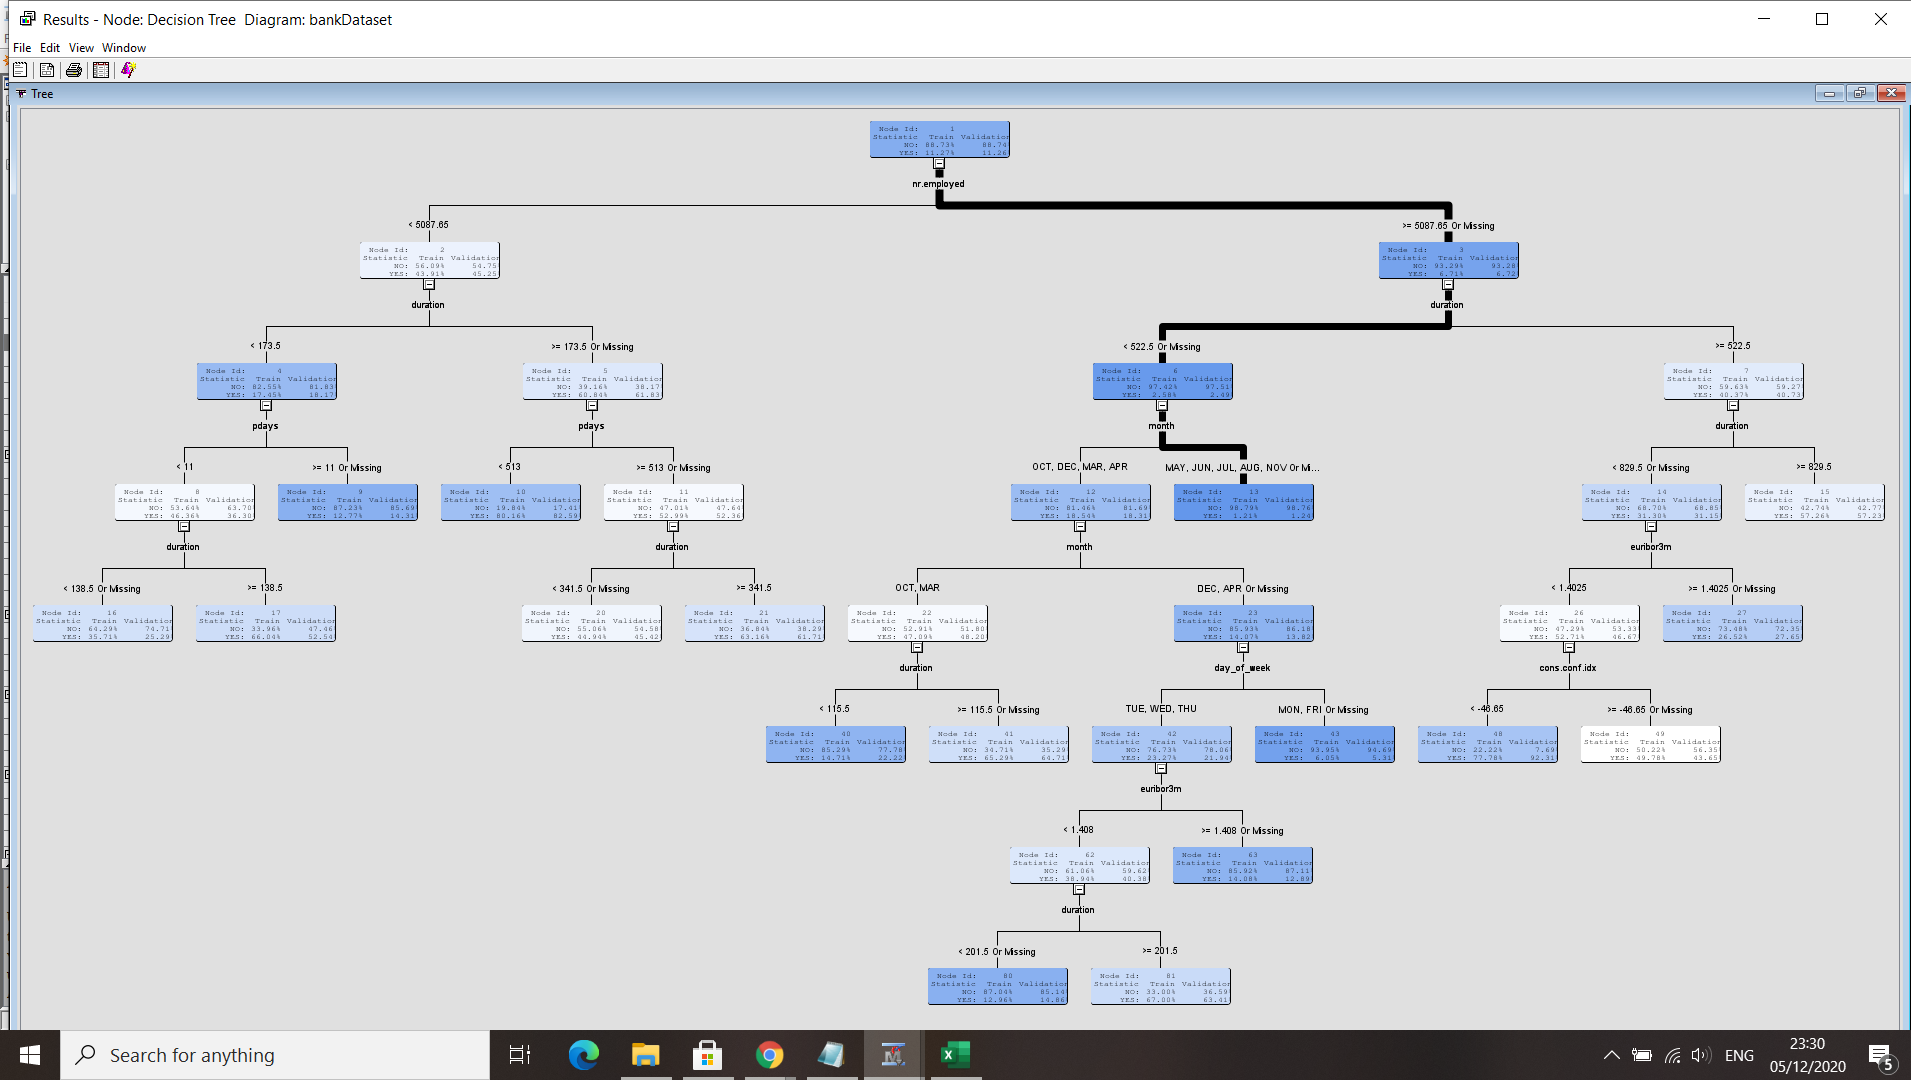 Results - Node: Decision Tree  Diagram: bankDataset
File Edit View Window
Tree
Node Id: 1
Statistic Train Validation
NO: 88.73% 88.74
YES: 11.27% 11.26
nr.employed
< 5087.65
>= 5087.65 Or Missing
Node Id: 2
Statistic Train Validation
NO: 56.09% 54.75
YES: 43.91% 45.25
Node Id: 3
Statistic Train Validation
NO: 93.29% 93.28
YES: 6.71% 6.72
duration
duration
< 173.5
>= 173.5 Or Missing
< 522.5 Or Missing
>= 522.5
Node Id: 4
Statistic Train Validation
NO: 82.55% 81.83
YES: 17.45% 18.17
Node Id: 5
Statistic Train Validation
NO: 39.16% 38.17
YES: 60.84% 61.83
Node Id: 6
Statistic Train Validation
NO: 97.42% 97.51
YES: 2.58% 2.49
Node Id: 7
Statistic Train Validation
NO: 59.63% 59.27
YES: 40.37% 40.73
pdays
pdays
month
duration
< 11
>= 11 Or Missing
< 513
>= 513 Or Missing
OCT, DEC, MAR, APR
MAY, JUN, JUL, AUG, NOV Or Mi...
< 829.5 Or Missing
>= 829.5
Node Id: 8
Statistic Train Validation
NO: 53.64% 63.70
YES: 46.36% 36.30
Node Id: 9
Statistic Train Validation
NO: 87.23% 85.69
YES: 12.77% 14.31
Node Id: 10
Statistic Train Validation
NO: 19.84% 17.41
YES: 80.16% 82.59
Node Id: 11
Statistic Train Validation
NO: 47.01% 47.64
YES: 52.99% 52.36
Node Id: 12
Statistic Train Validation
NO: 81.46% 81.69
YES: 18.54% 18.31
Node Id: 13
Statistic Train Validation
NO: 98.79% 98.76
YES: 1.21% 1.24
Node Id: 14
Statistic Train Validation
NO: 68.70% 68.85
YES: 31.30% 31.15
Node Id: 15
Statistic Train Validation
NO: 42.74% 42.77
YES: 57.26% 57.23
duration
duration
month
euribor3m
< 138.5 Or Missing
>= 138.5
< 341.5 Or Missing
>= 341.5
OCT, MAR
DEC, APR Or Missing
< 1.4025
>= 1.4025 Or Missing
Node Id: 16
Statistic Train Validation
NO: 64.29% 74.71
YES: 35.71% 25.29
Node Id: 17
Statistic Train Validation
NO: 33.96% 47.46
YES: 66.04% 52.54
Node Id: 20
Statistic Train Validation
NO: 55.06% 54.58
YES: 44.94% 45.42
Node Id: 21
Statistic Train Validation
NO: 36.84% 38.29
YES: 63.16% 61.71
Node Id: 22
Statistic Train Validation
NO: 52.91% 51.80
YES: 47.09% 48.20
Node Id: 23
Statistic Train Validation
NO: 85.93% 86.18
YES: 14.07% 13.82
Node Id: 26
Statistic Train Validation
NO: 47.29% 53.33
YES: 52.71% 46.67
Node Id: 27
Statistic Train Validation
NO: 73.48% 72.35
YES: 26.52% 27.65
duration
day_of_week
cons.conf.idx
< 115.5
>= 115.5 Or Missing
TUE, WED, THU
MON, FRI Or Missing
< -46.65
>= -46.65 Or Missing
Node Id: 40
Statistic Train Validation
NO: 85.29% 77.78
YES: 14.71% 22.22
Node Id: 41
Statistic Train Validation
NO: 34.71% 35.29
YES: 65.29% 64.71
Node Id: 42
Statistic Train Validation
NO: 76.73% 78.06
YES: 23.27% 21.94
Node Id: 43
Statistic Train Validation
NO: 93.95% 94.69
YES: 6.05% 5.31
Node Id: 48
Statistic Train Validation
NO: 22.22% 7.69
YES: 77.78% 92.31
Node Id: 49
Statistic Train Validation
NO: 50.22% 56.35
YES: 49.78% 43.65
euribor3m
< 1.408
>= 1.408 Or Missing
Node Id: 62
Statistic Train Validation
NO: 61.06% 59.62
YES: 38.94% 40.38
Node Id: 63
Statistic Train Validation
NO: 85.92% 87.11
YES: 14.08% 12.89
duration
< 201.5 Or Missing
>= 201.5
Node Id: 80
Statistic Train Validation
NO: 87.04% 85.14
YES: 12.96% 14.86
Node Id: 81
Statistic Train Validation
NO: 33.00% 36.59
YES: 67.00% 63.41
Search for anything
ENG
23:30
05/12/2020
5